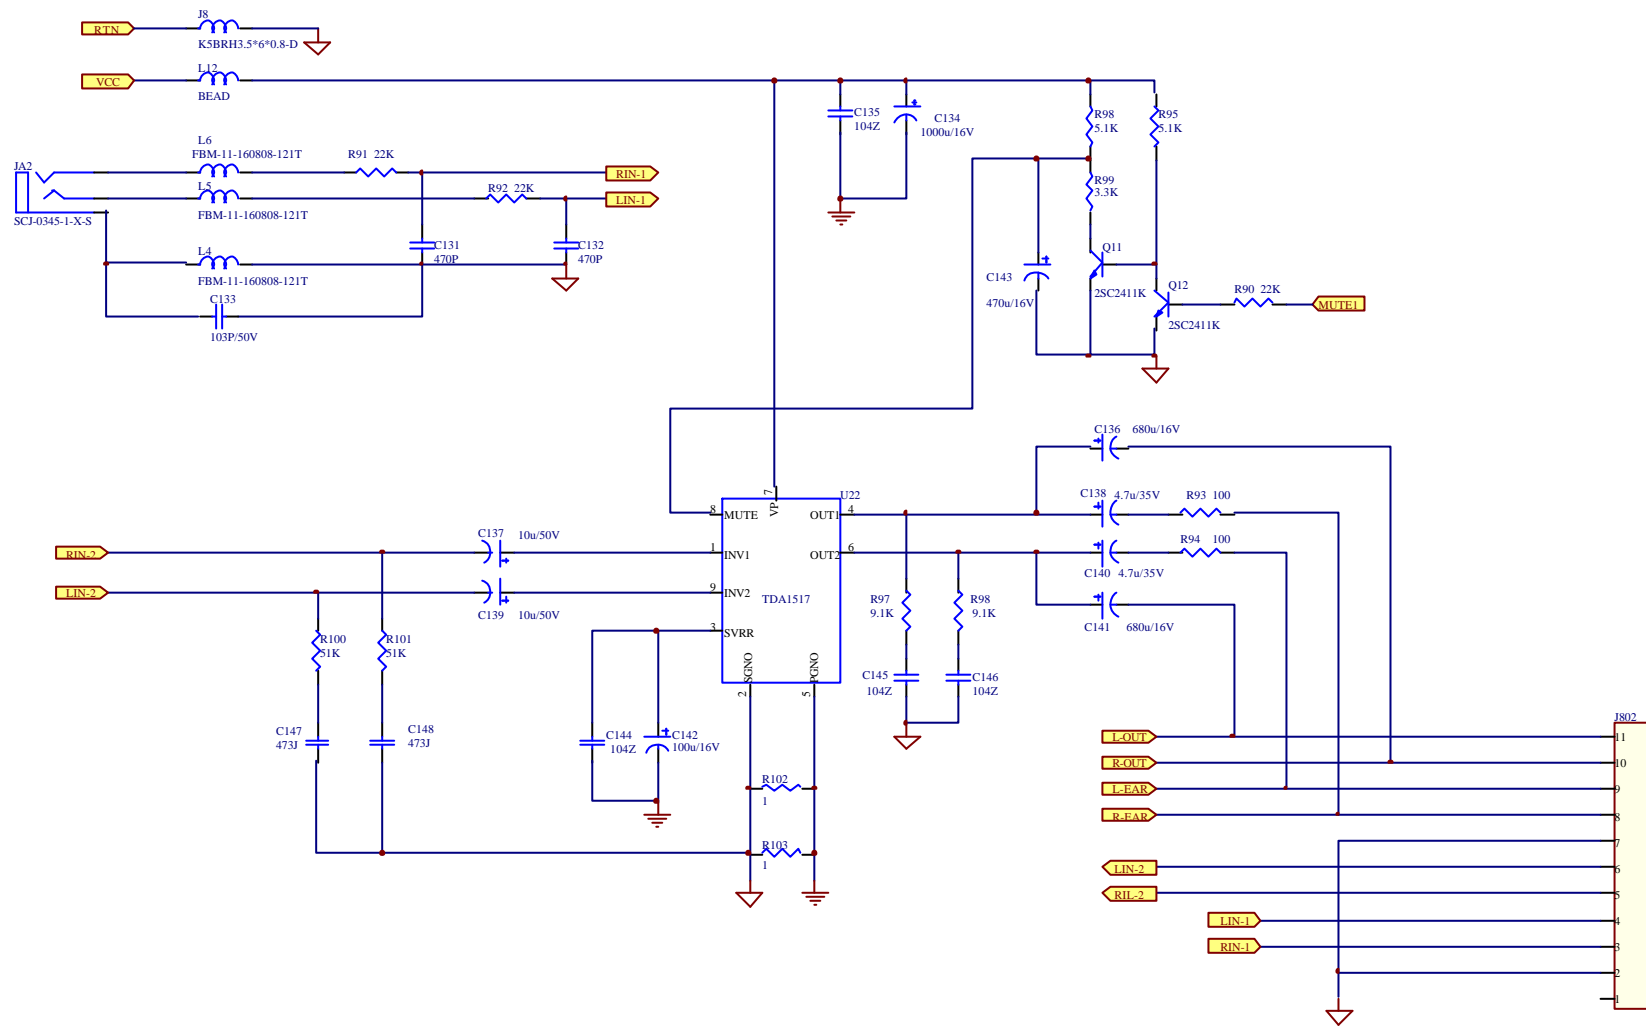 J8
RTN
K5BRH3.5*6*0.8-D
L12
VCC
BEAD
C135
104Z
C134
1000u/16V
R98
5.1K
R95
5.1K
L6
FBM-11-160808-121T
R91 22K
JA2
RIN-1
L5
R92 22K
LIN-1
FBM-11-160808-121T
SCJ-0345-1-X-S
R99
3.3K
L4
C131
470P
C132
470P
FBM-11-160808-121T
C133
103P/50V
Q11
C143
470u/16V
2SC2411K
Q12
2SC2411K
R90 22K
MUTE1
C136 680u/16V
U22
7
VP
8
MUTE
OUT1
4
C138 4.7u/35V
R93 100
C137 10u/50V
RIN-2
1
INV1
OUT2
6
R94 100
C140 4.7u/35V
LIN-2
9
INV2
C139 10u/50V
TDA1517
R97
9.1K
R98
9.1K
C141 680u/16V
3
SVRR
R100
51K
R101
51K
SGNO
PGNO
2
5
C145
104Z
C146
104Z
C147
473J
C148
473J
C144
104Z
C142
100u/16V
R102
1
R103
1
J802
L-OUT
11
R-OUT
10
L-EAR
9
R-EAR
8
7
LIN-2
6
RIL-2
5
LIN-1
4
RIN-1
3
2
1